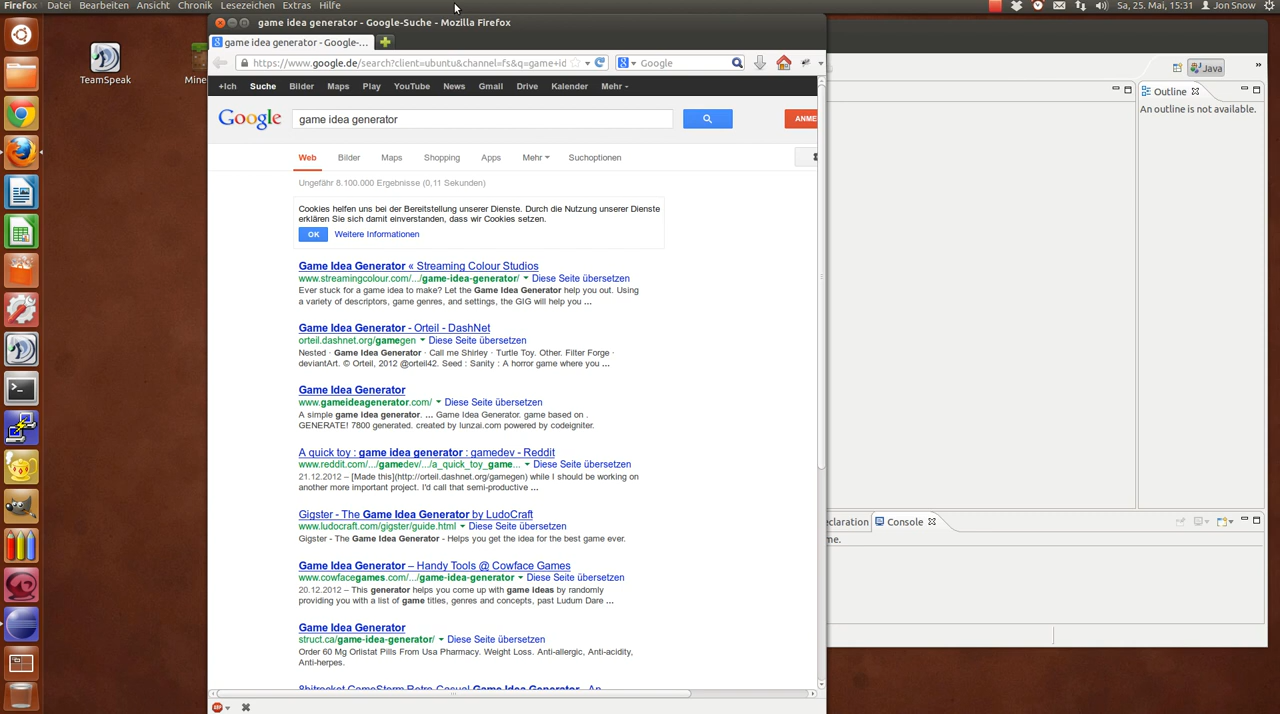 Firefox Datei Bearbeiten Ansicht Chronik Lesezeichen Extras Hilfe
Sa, 25. Mai, 15:31 Jon Snow
game idea generator - Google-Suche - Mozilla Firefox
game idea generator - Google-...
https://www.google.de/search?client=ubuntu&channel=fs&q=game+id
Google
+Ich Suche Bilder Maps Play YouTube News Gmail Drive Kalender Mehr
Google
game idea generator
ANME
Web Bilder Maps Shopping Apps Mehr Suchoptionen
Ungefähr 8.100.000 Ergebnisse (0,11 Sekunden)
Cookies helfen uns bei der Bereitstellung unserer Dienste. Durch die Nutzung unserer Dienste
erklären Sie sich damit einverstanden, dass wir Cookies setzen.
OK Weitere Informationen
Game Idea Generator « Streaming Colour Studios
www.streamingcolour.com/.../game-idea-generator/ Diese Seite übersetzen
Ever stuck for a game idea to make? Let the Game Idea Generator help you out. Using
a variety of descriptors, game genres, and settings, the GIG will help you ...
Game Idea Generator - Orteil - DashNet
orteil.dashnet.org/gamegen Diese Seite übersetzen
Nested · Game Idea Generator · Call me Shirley · Turtle Toy. Other. Filter Forge ·
deviantArt. © Orteil, 2012 @orteil42. Seed : Sanity : A horror game where you ...
Game Idea Generator
www.gameideagenerator.com/ Diese Seite übersetzen
A simple game idea generator. ... Game Idea Generator. game based on .
GENERATE! 7800 generated. created by lunzai.com powered by codeigniter.
A quick toy : game idea generator : gamedev - Reddit
www.reddit.com/.../gamedev/.../a_quick_toy_game... Diese Seite übersetzen
21.12.2012 – [Made this](http://orteil.dashnet.org/gamegen) while I should be working on
another more important project. I'd call that semi-productive ...
Gigster - The Game Idea Generator by LudoCraft
www.ludocraft.com/gigster/guide.html Diese Seite übersetzen
Gigster - The Game Idea Generator - Helps you get the idea for the best game ever.
Game Idea Generator – Handy Tools @ Cowface Games
www.cowfacegames.com/.../game-idea-generator Diese Seite übersetzen
20.12.2012 – This generator helps you come up with game ideas by randomly
providing you with a list of game titles, genres and concepts, past Ludum Dare ...
Game Idea Generator
struct.ca/game-idea-generator/ Diese Seite übersetzen
Order 60 Mg Orlistat Pills From Usa Pharmacy. Weight Loss. Anti-allergic, Anti-acidity,
Anti-herpes.
8bitrocket GameStorm Retro-Casual Game Idea Generator - An
TeamSpeak
Mine
Java
Outline
An outline is not available.
eclaration Console
me.
ABP